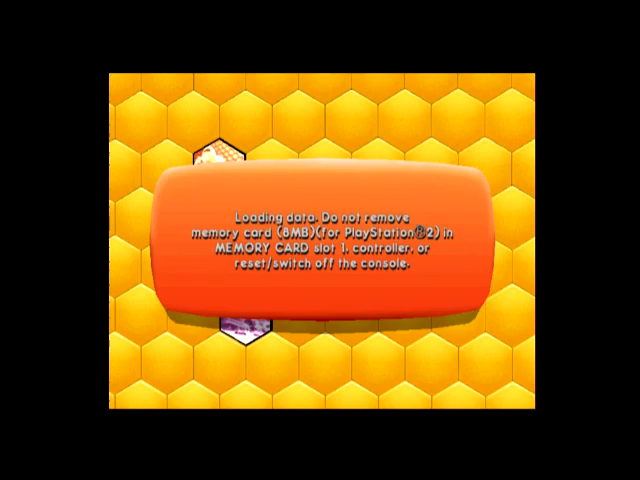 Loading data. Do not remove
memory card (8MB)(for PlayStation®2) in
MEMORY CARD slot 1, controller, or
reset/switch off the console.